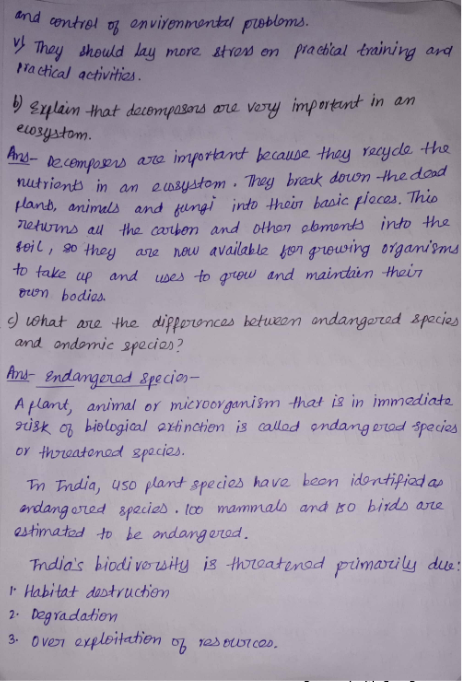 and control of environmental problems.
v) They should lay more stress on practical training and
Practical activities.
b) Explain that decomposers are very important in an
ecosystem.
Ans- Decomposers are important because they recycle the
nutrients in an ecosystem. They break down the dead
plants, animals and fungi into their basic pieces. This
returns all the carbon and other elements into the
soil, so they are now available for growing organisms
to take up and uses to grow and maintain their
own bodies.
c) What are the differences between endangered species
and endemic species?
Ans- Endangered Species-
A plant, animal or microorganism that is in immediate
risk of biological extinction is called endangered species
or threatened species.
In India, 450 plant species have been identified as
endangered species. 100 mammals and 150 birds are
estimated to be endangered.
India's biodiversity is threatened primarily due:
1. Habitat destruction
2. Degradation
3. Over exploitation of resources.